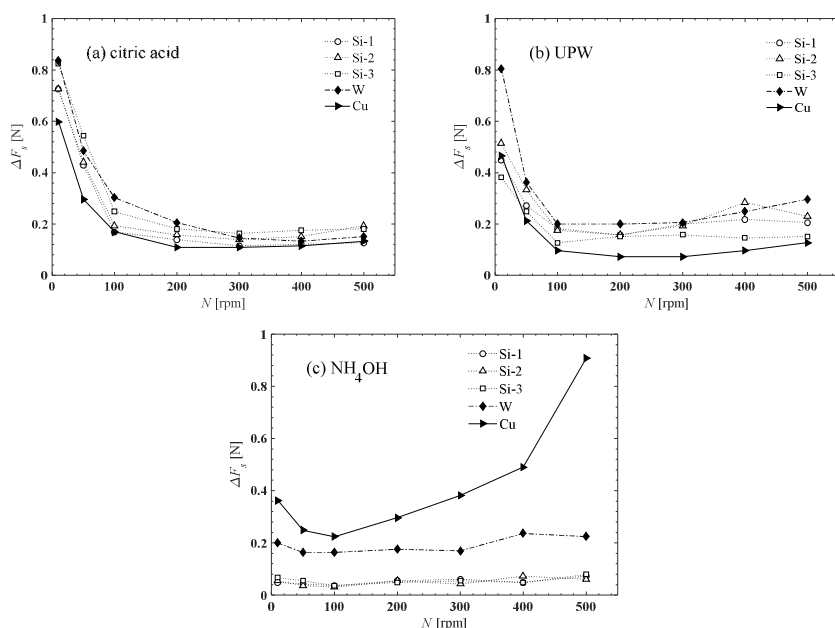 (a) citric acid
Si-1
Si-2
Si-3
W
Cu
1
0.8
0.6
0.4
0.2
0
ΔFs [N]
0 100 200 300 400 500
N [rpm]
(b) UPW
Si-1
Si-2
Si-3
W
Cu
1
0.8
0.6
0.4
0.2
0
ΔFs [N]
0 100 200 300 400 500
N [rpm]
(c) NH4OH
Si-1
Si-2
Si-3
W
Cu
1
0.8
0.6
0.4
0.2
0
ΔFs [N]
0 100 200 300 400 500
N [rpm]